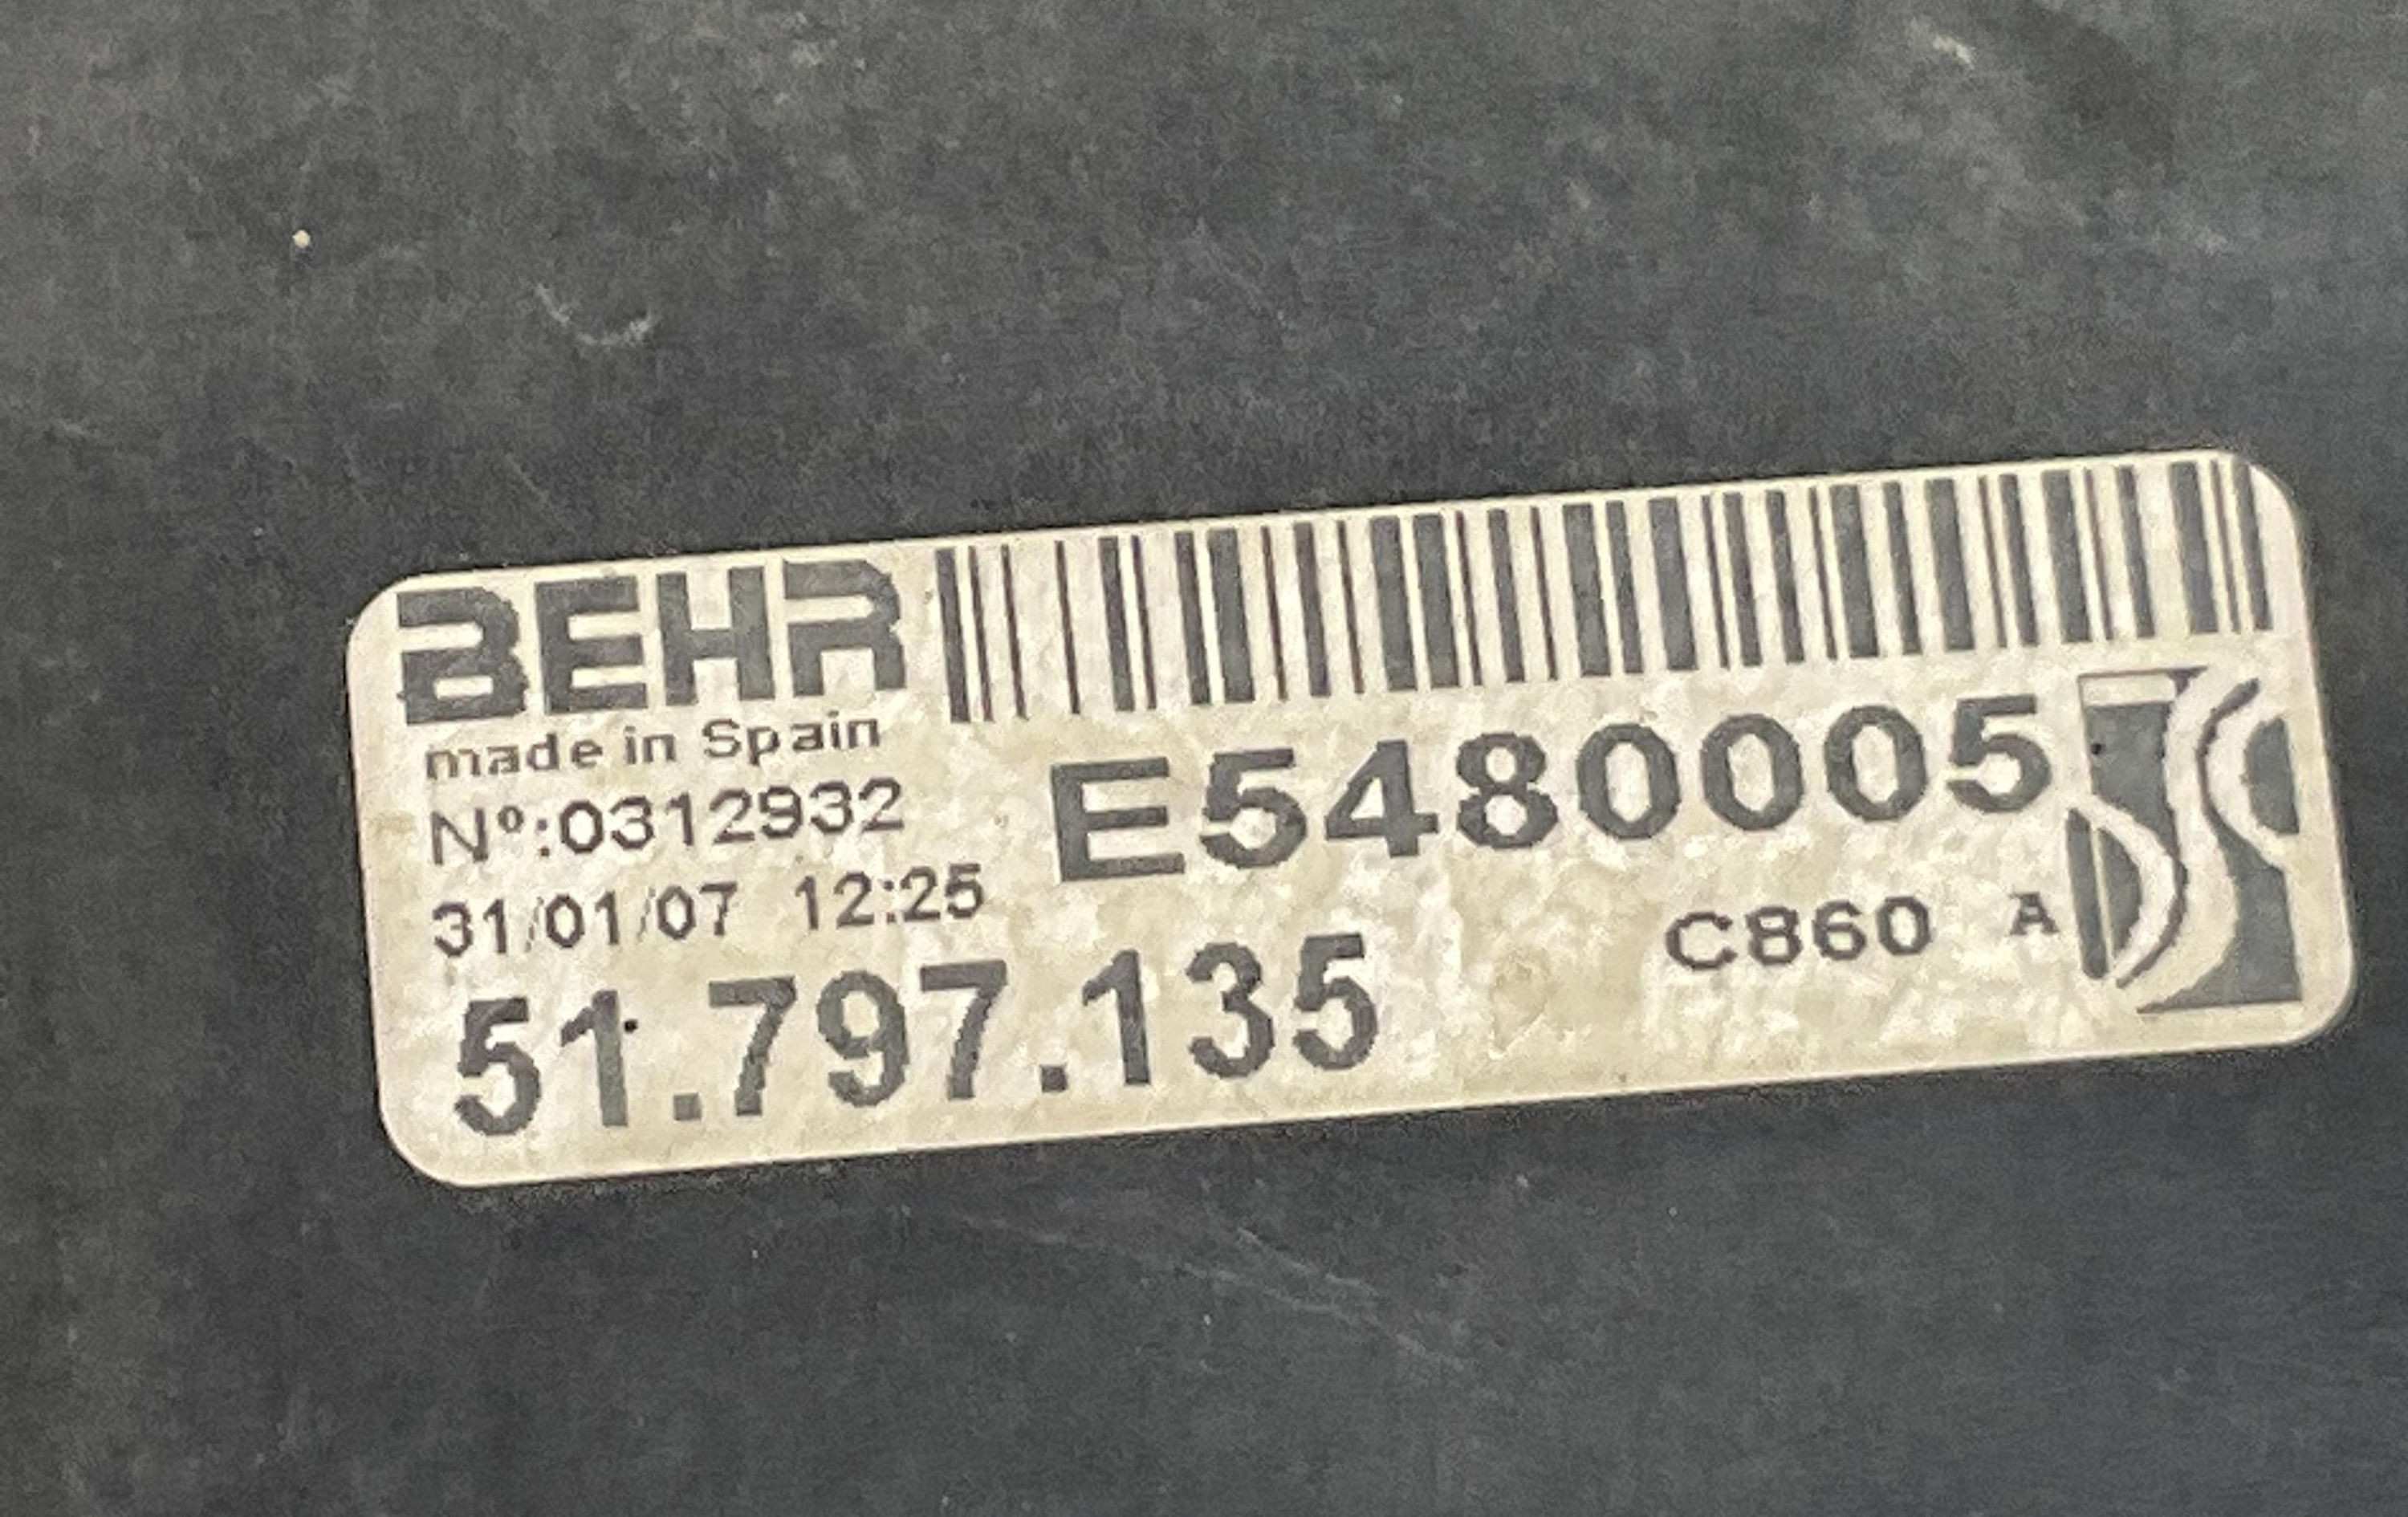 BEHR
made in Spain
Nº:0312932
E5480005
31/01/07 12:25
C860 A
51.797.135